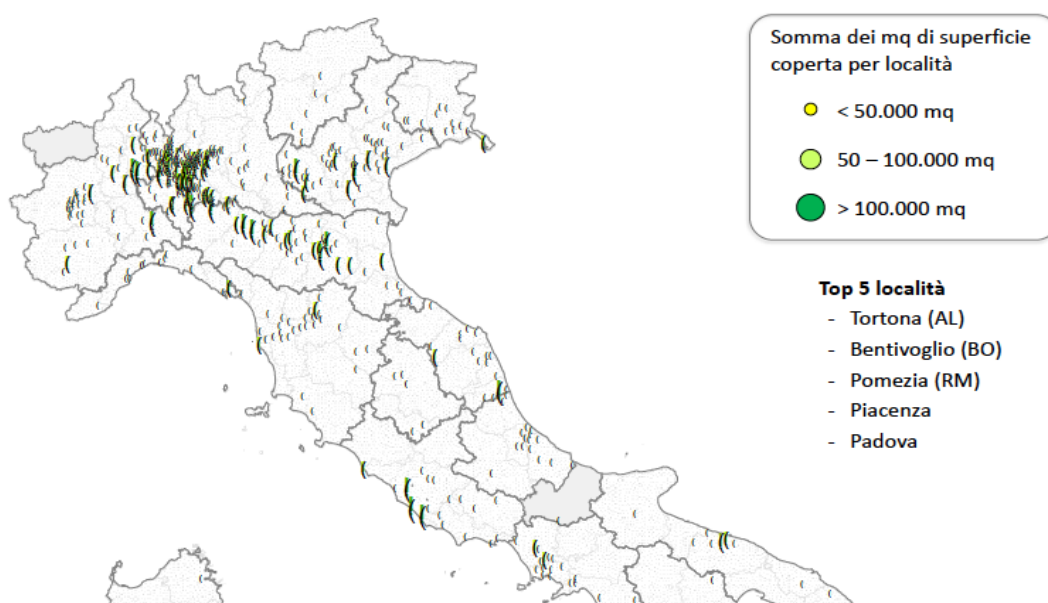 Somma dei mq di superficie
coperta per località
< 50.000 mq
50 – 100.000 mq
> 100.000 mq
Top 5 località
- Tortona (AL)
- Bentivoglio (BO)
- Pomezia (RM)
- Piacenza
- Padova